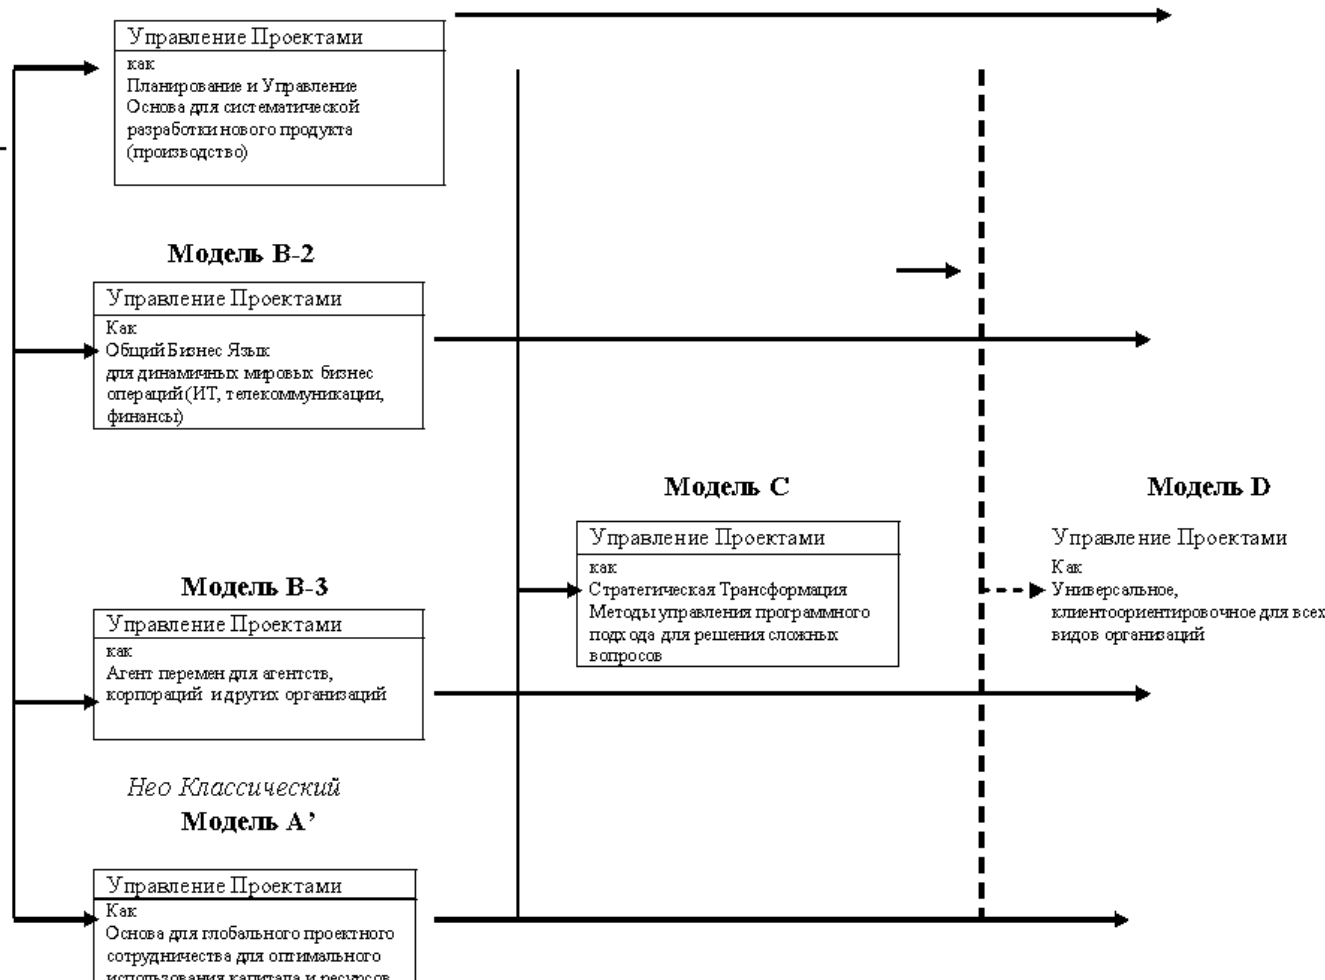 Управление Проектами
как
Планирование и Управление
Основа для систематической
разработки нового продукта
(производство)
Модель В-2
Управление Проектами
Как
Общий Бизнес Язык
для динамичных мировых бизнес
операций (ИТ, телекоммуникации,
финансы)
Модель В-3
Управление Проектами
как
Агент перемен для агентств,
корпораций и других организаций
Нео Классический
Модель А’
Управление Проектами
Как
Основа для глобального проектного
сотрудничества для оптимального
использования капитала и ресурсов
Модель С
Управление Проектами
как
Стратегическая Трансформация
Методы управления программного
подхода для решения сложных
вопросов
Модель D
Управление Проектами
Как
Универсальное,
клиентоориентировочное для всех
видов организаций